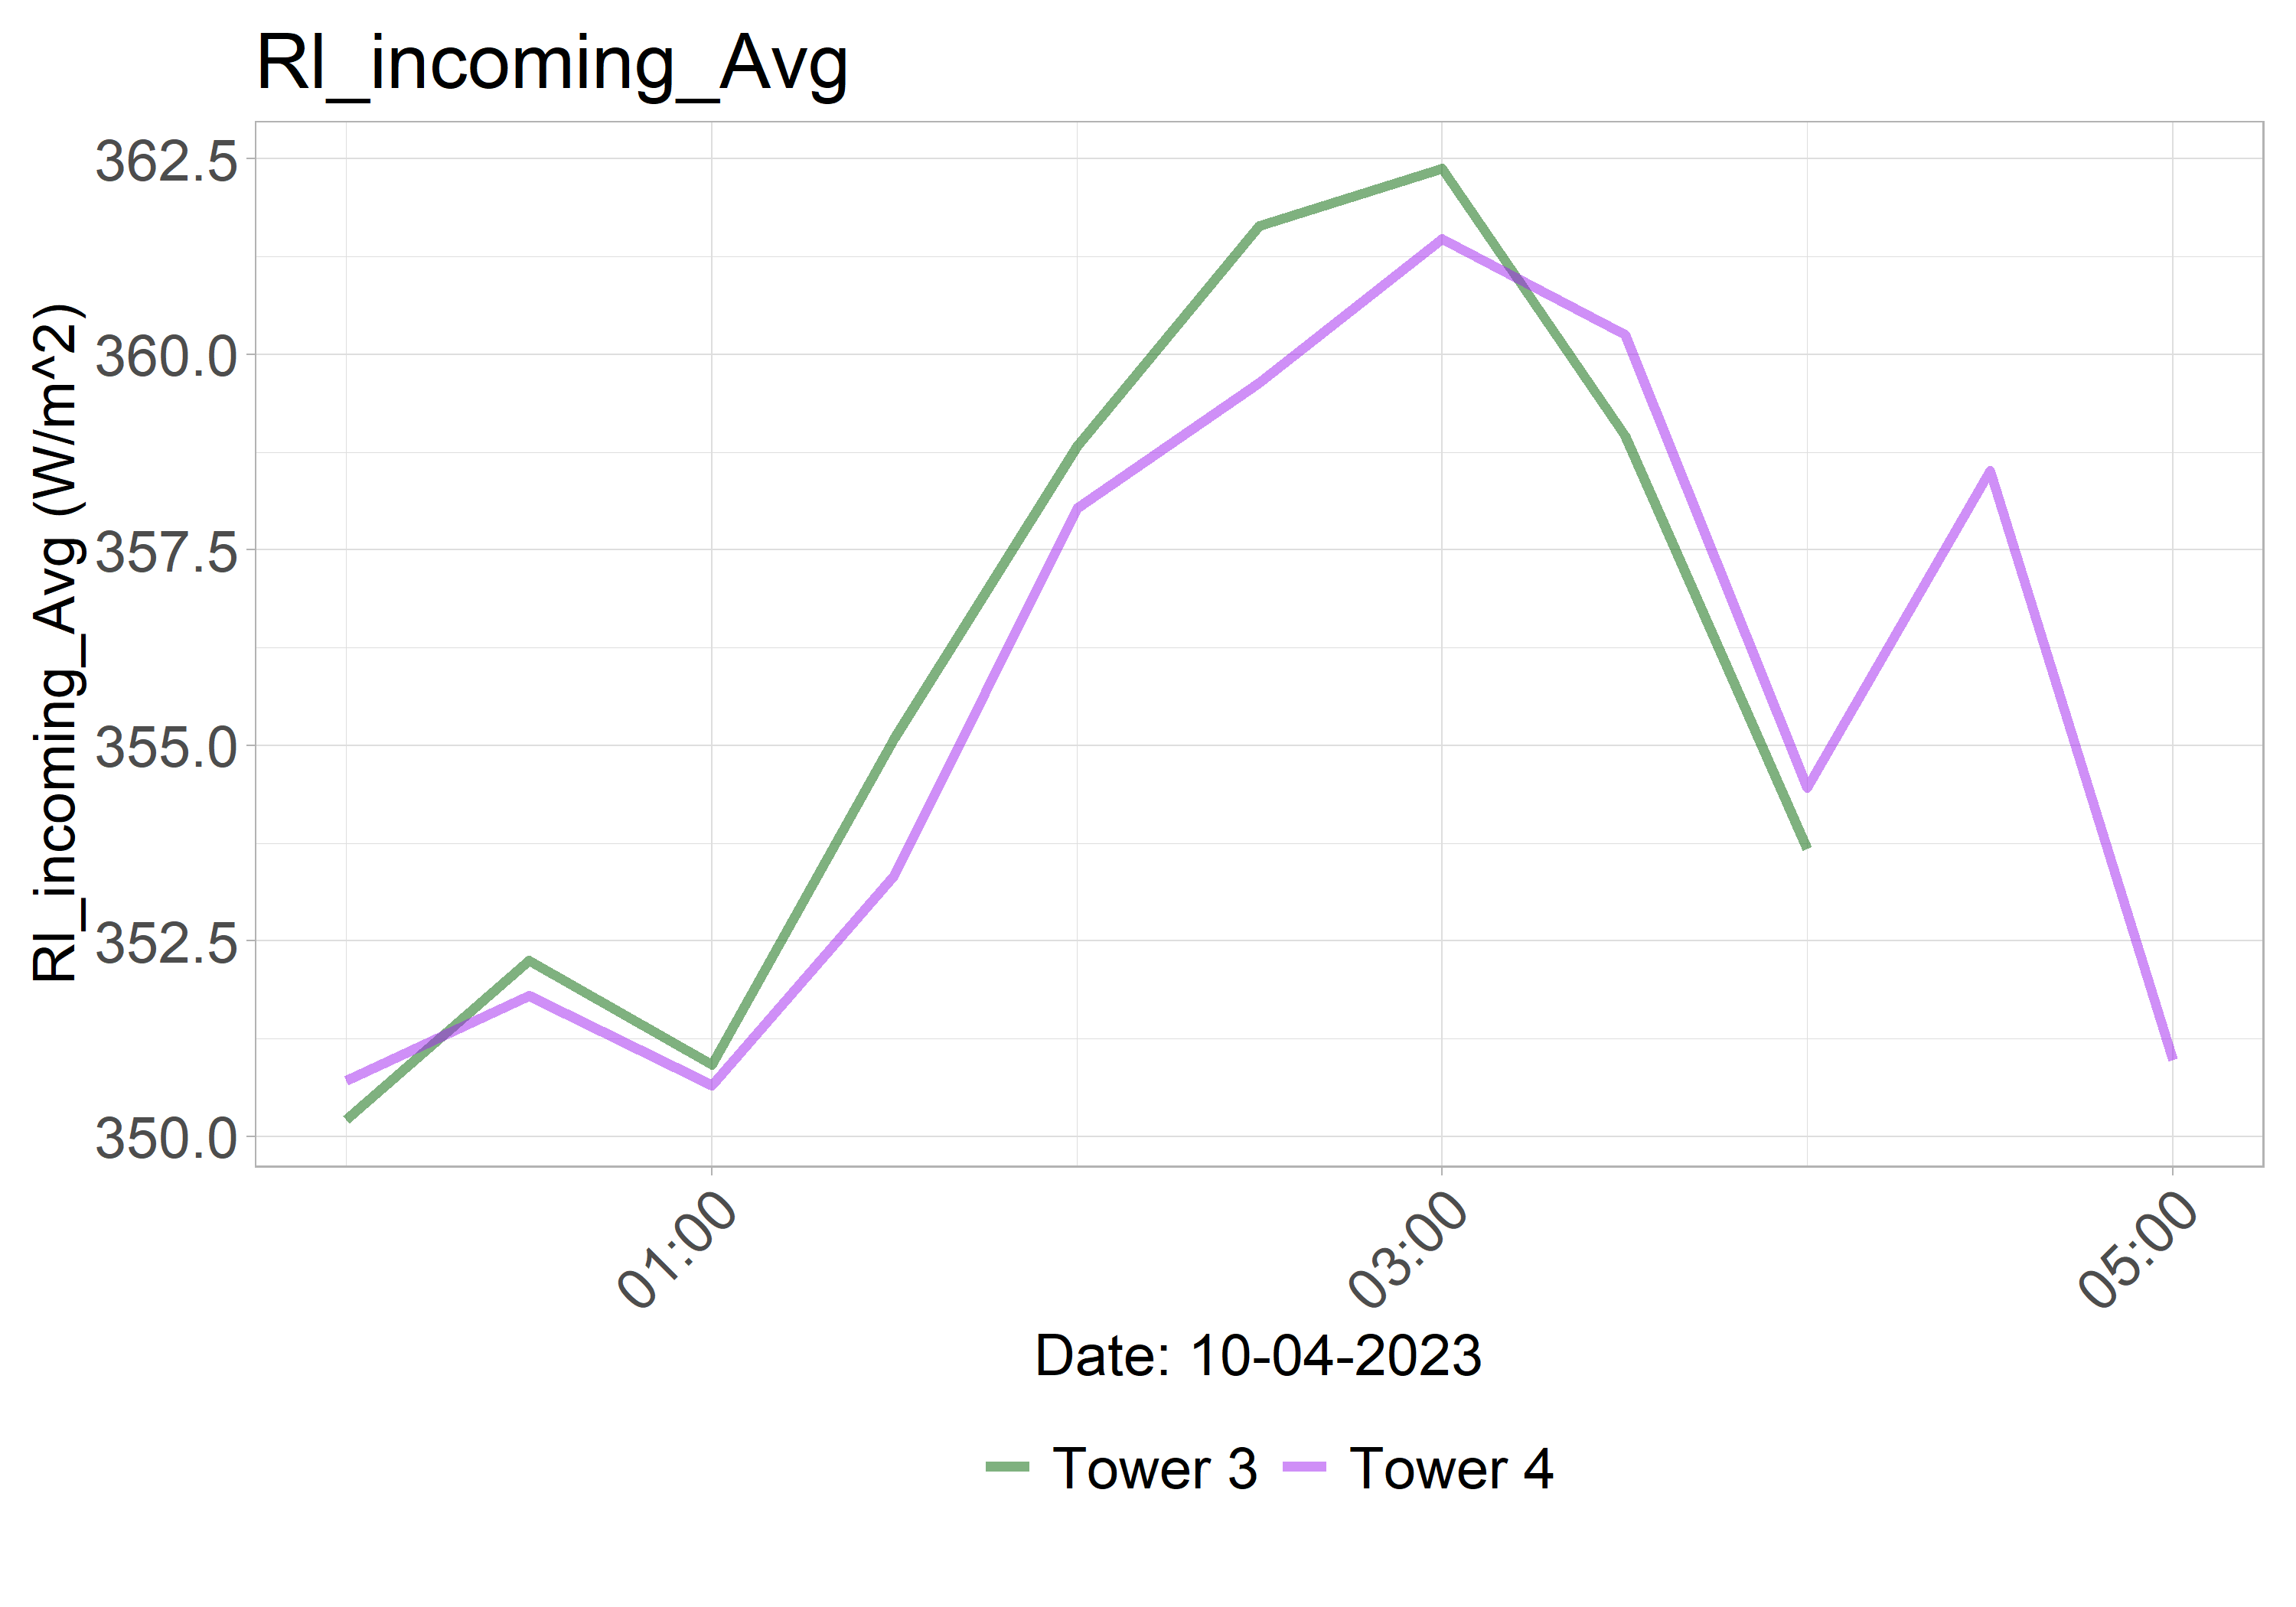 Rl_incoming_Avg
Rl_incoming_Avg (W/m^2)
362.5
360.0
357.5
355.0
352.5
350.0
01:00
03:00
05:00
Date: 10-04-2023
Tower 3
Tower 4